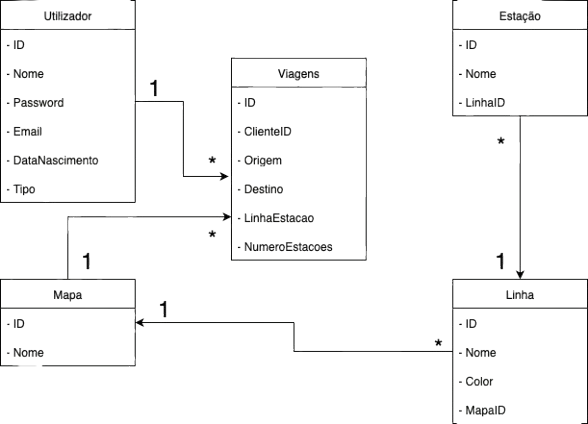 Utilizador
- ID
- Nome
- Password
- Email
- DataNascimento
- Tipo
1
*
Viagens
- ID
- ClienteID
- Origem
- Destino
- LinhaEstacao
- NumeroEstacoes
Estação
- ID
- Nome
- LinhaID
*
1
1
*
Mapa
- ID
- Nome
1
*
Linha
- ID
- Nome
- Color
- MapaID